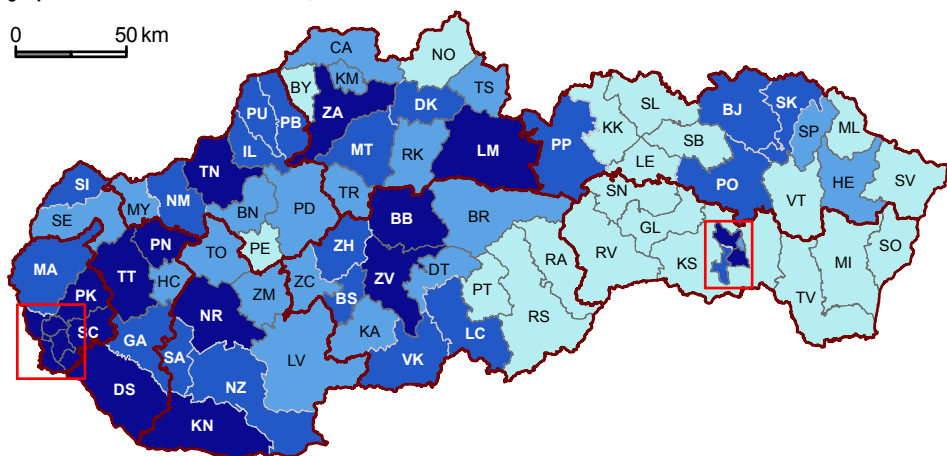 0 50 km
CA
NO
KM
BY
TS
PU
PB
ZA
DK
BJ
SK
SL
SP
ML
KK
IL
MT
RK
LM
PP
SB
LE
TN
HE
SV
SI
TR
PO
SN
VT
MY
NM
BN
PD
SE
BB
BR
GL
PN
TO
PE
ZH
RV
RA
KS
SO
MA
TT
HC
ZV
DT
MI
PK
ZM
ZC
BS
PT
TV
NR
RS
SC
GA
KA
LC
SA
LV
VK
DS
NZ
KN